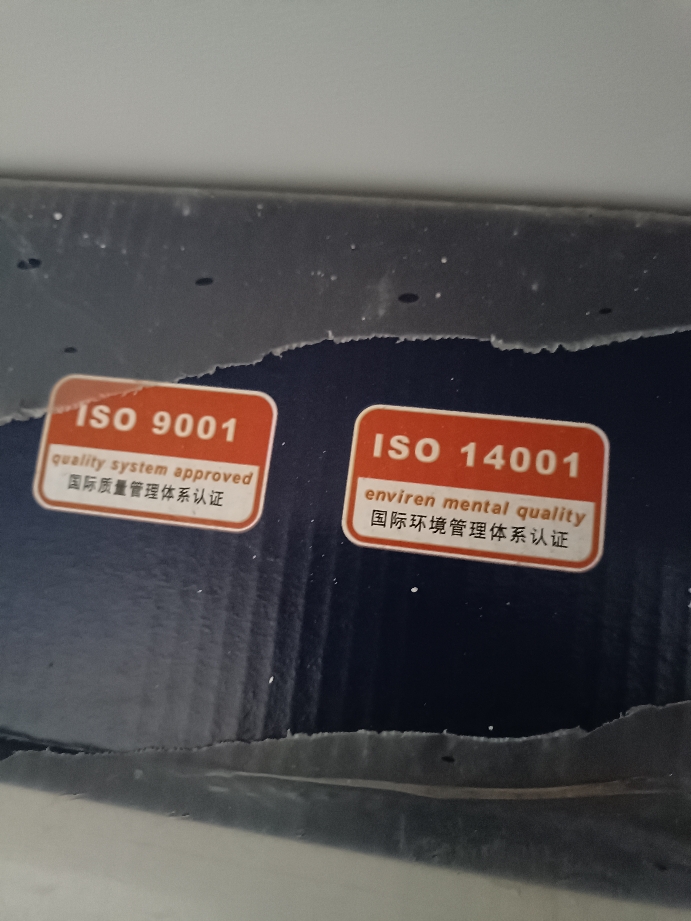 ISO 9001
quality system approved
国际质量管理体系认证
ISO 14001
enviren mental quality
国际环境管理体系认证